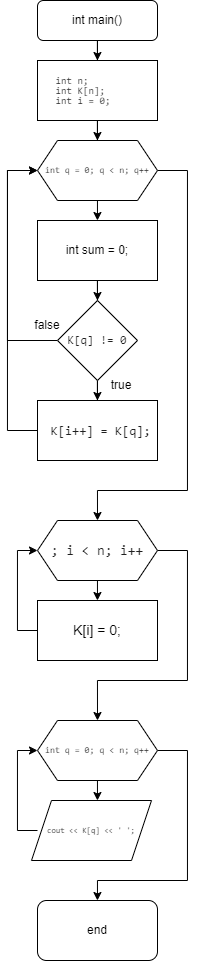 int main()
int n;
int K[n];
int i = 0;
int q = 0; q < n; q++
int sum = 0;
false
K[q] != 0
true
K[i++] = K[q];
; i < n; i++
K[i] = 0;
int q = 0; q < n; q++
cout << K[q] << ' ';
end